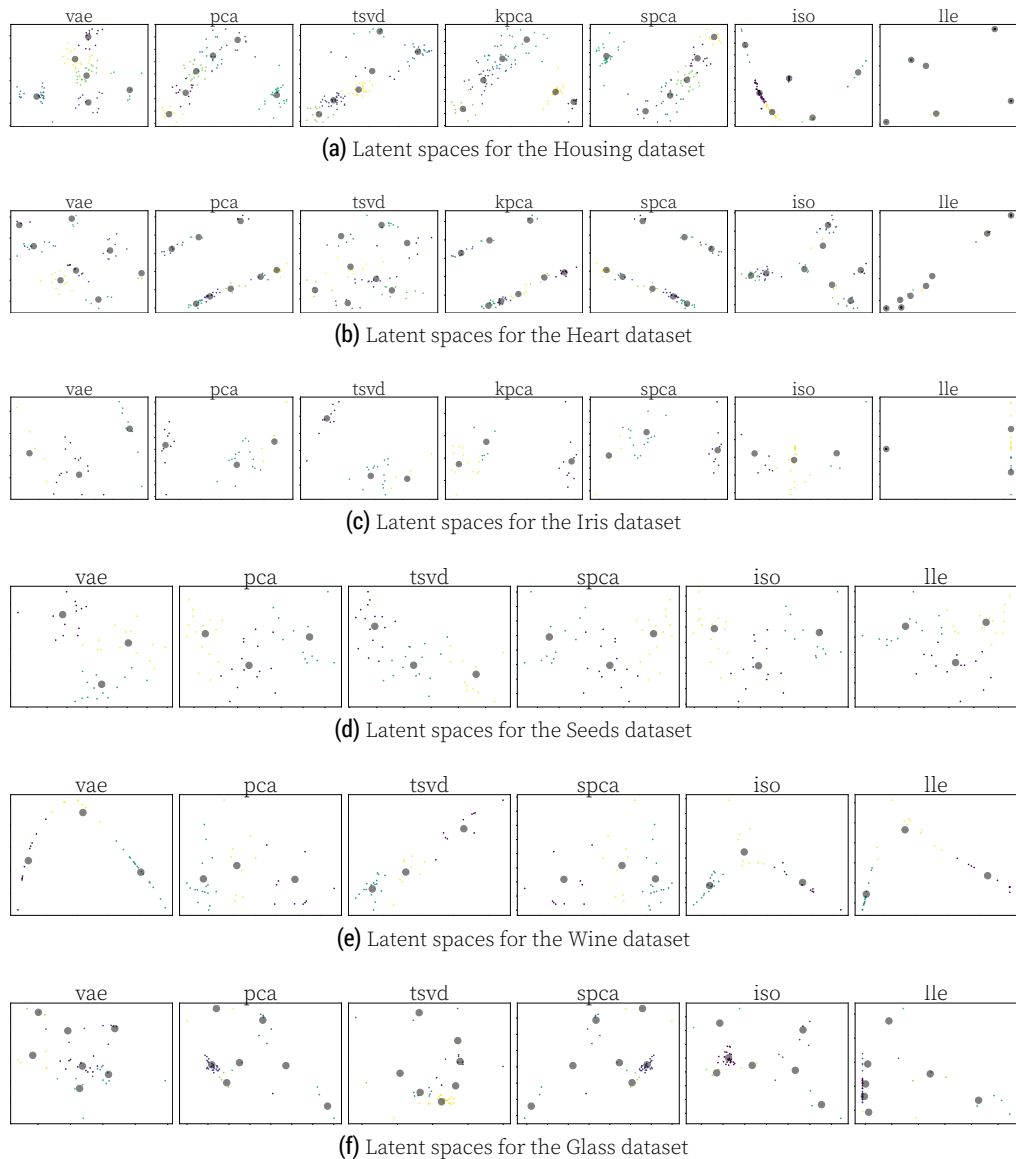 vae pca tsvd kpca spca iso lle
(a) Latent spaces for the Housing dataset
vae pca tsvd kpca spca iso lle
(b) Latent spaces for the Heart dataset
vae pca tsvd kpca spca iso lle
(c) Latent spaces for the Iris dataset
vae pca tsvd spca iso lle
(d) Latent spaces for the Seeds dataset
vae pca tsvd spca iso lle
(e) Latent spaces for the Wine dataset
vae pca tsvd spca iso lle
(f) Latent spaces for the Glass dataset